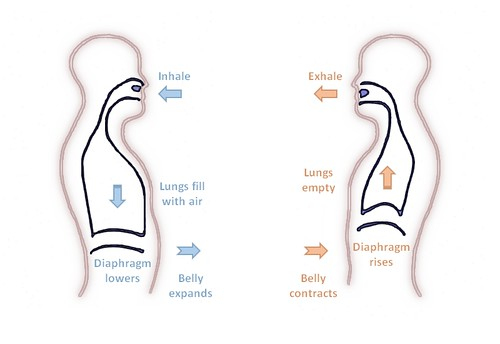 Inhale
Lungs fill
with air
Diaphragm
lowers
Belly
expands
Exhale
Lungs
empty
Diaphragm
rises
Belly
contracts